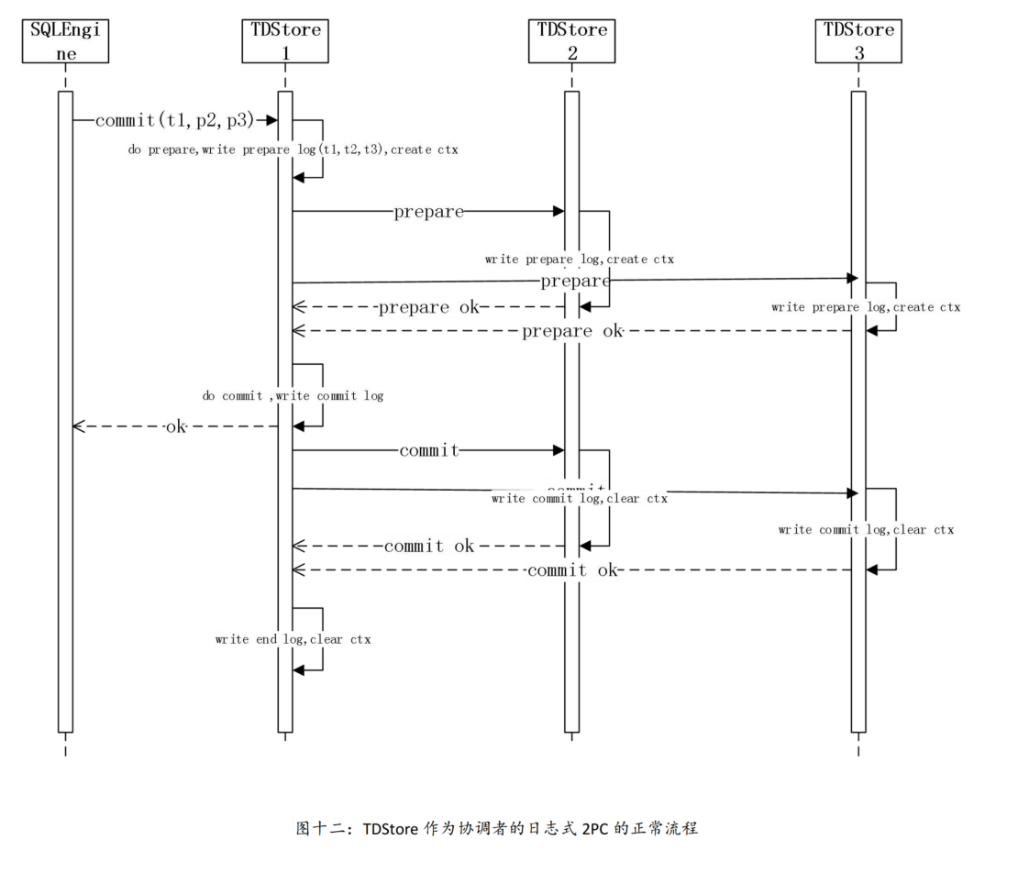 SQLEngi
ne
TDStore
1
TDStore
2
TDStore
3
commit(t1,p2,p3)
do prepare,write prepare log(t1,t2,t3),create ctx
prepare
write prepare log,create ctx
prepare
prepare ok
write prepare log,create ctx
prepare ok
do commit ,write commit log
ok
commit
write commit log,clear ctx
write commit log,clear ctx
commit ok
commit ok
write end log,clear ctx
图十二：TDStore 作为协调者的日志式 2PC 的正常流程